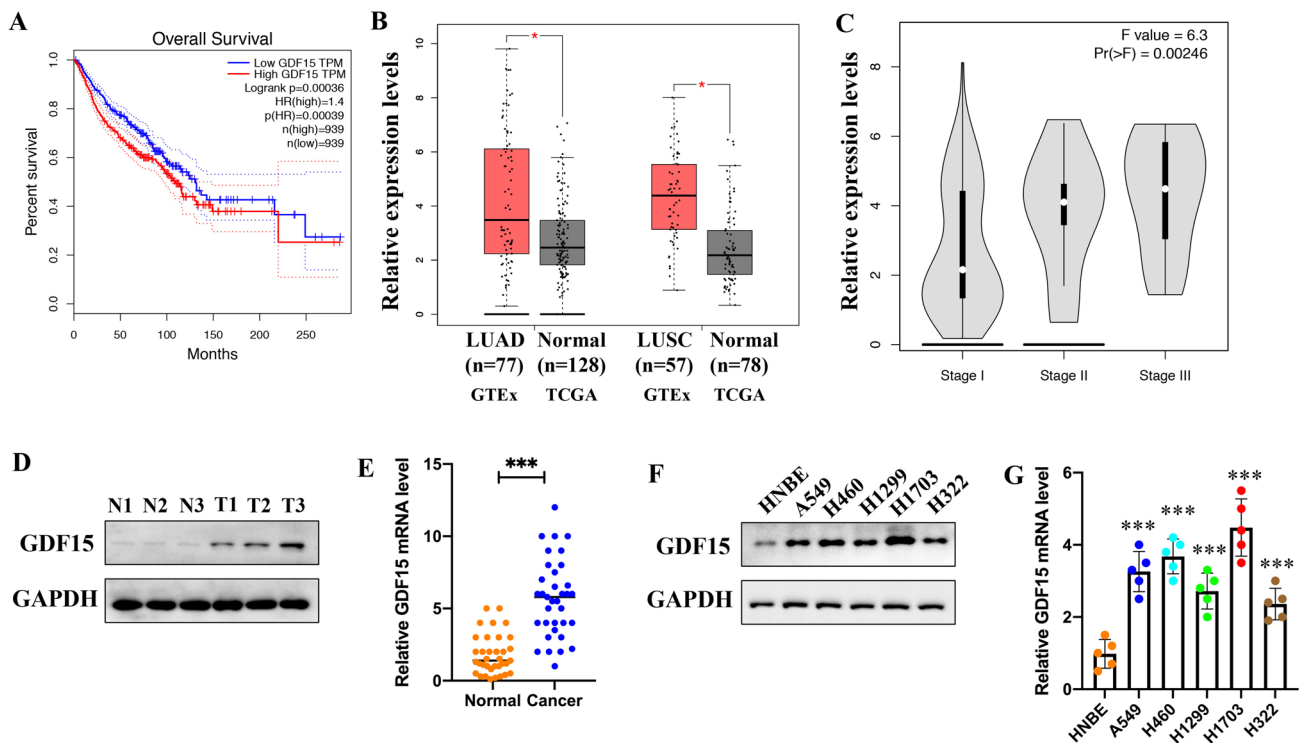 A
Overall Survival
Low GDF15 TPM
High GDF15 TPM
Logrank p=0.00036
HR(high)=1.4
p(HR)=0.00039
n(high)=939
n(low)=939
Percent survival
1.0
0.8
0.6
0.4
0.2
0.0
0 50 100 150 200 250
Months
B
Relative expression levels
10
8
6
4
2
0
*
*
LUAD Normal LUSC Normal
(n=77) (n=128) (n=57) (n=78)
GTEx TCGA GTEx TCGA
C
F value = 6.3
Pr(>F) = 0.00246
Relative expression levels
8
6
4
2
0
Stage I Stage II Stage III
D
N1 N2 N3 T1 T2 T3
GDF15
GAPDH
E
Relative GDF15 mRNA level
15
10
5
0
***
Normal Cancer
F
HNBE A549 H460 H1299 H1703 H322
GDF15
GAPDH
G
Relative GDF15 mRNA level
6
4
2
0
*** *** *** *** ***
HNBE A549 H460 H1299 H1703 H322